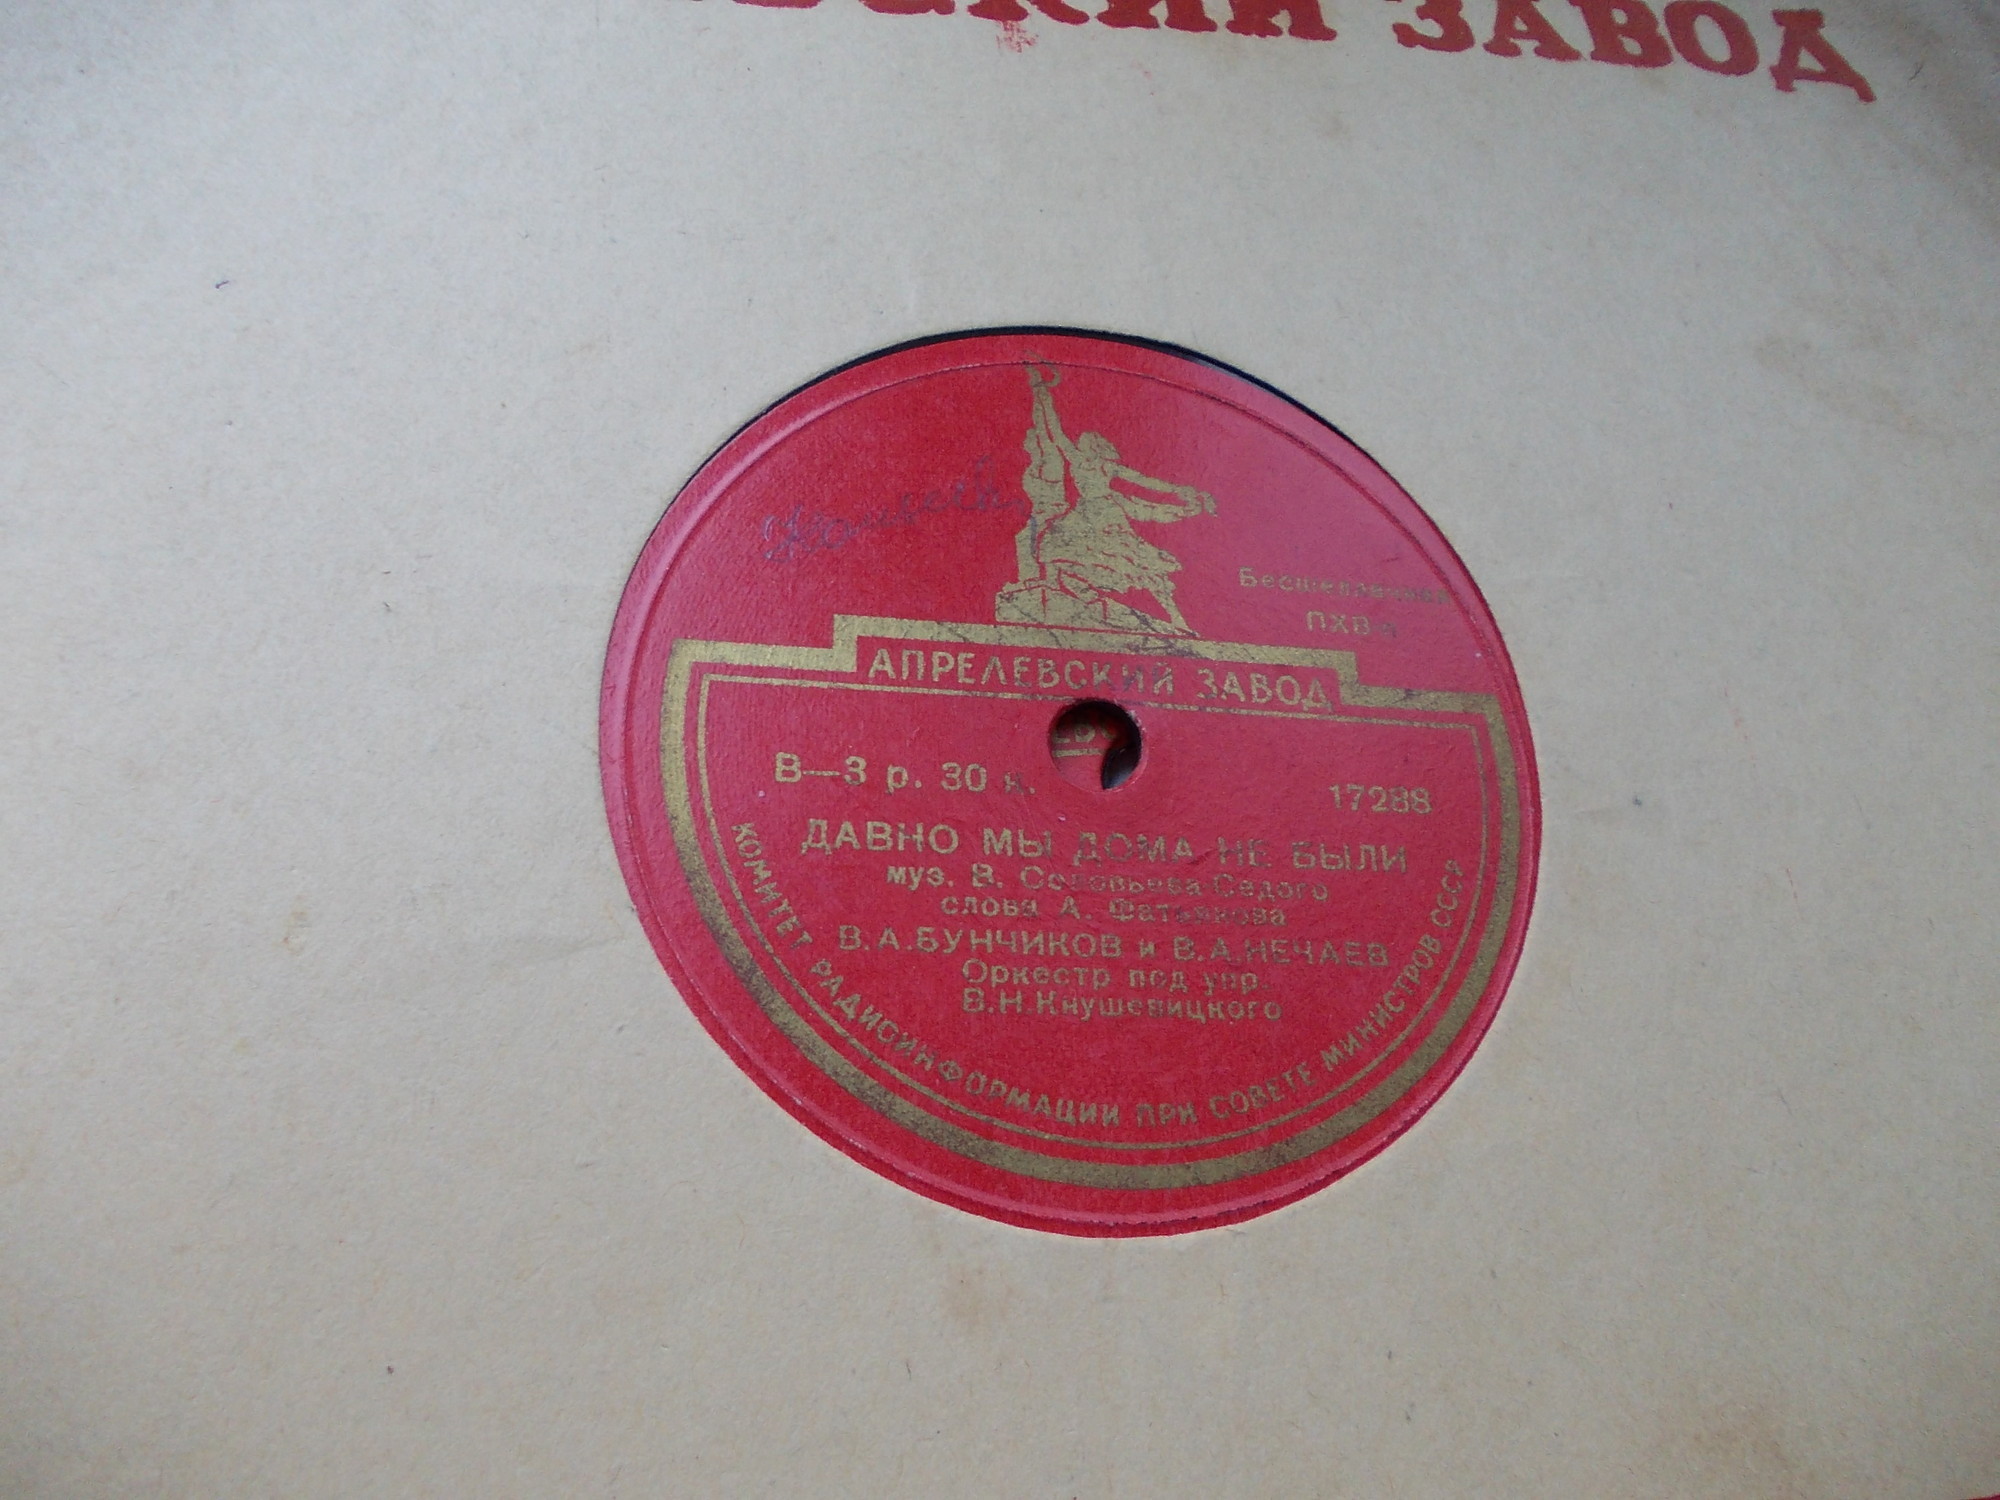 ЗАВОД
Бесшеллачная
АПРЕЛЕВСКИЙ ЗАВОД
В—3 р. 30 к.
17288
ДАВНО МЫ ДОМА НЕ БЫЛИ
муз. В. Соловьева-Седого
слова А. Фатьянова
В.А.БУНЧИКОВ и В.А.НЕЧАЕВ
Оркестр под упр.
В.Н.Кнушевицкого
КОМИТЕТ РАДИОИНФОРМАЦИИ ПРИ СОВЕТЕ МИНИСТРОВ СССР